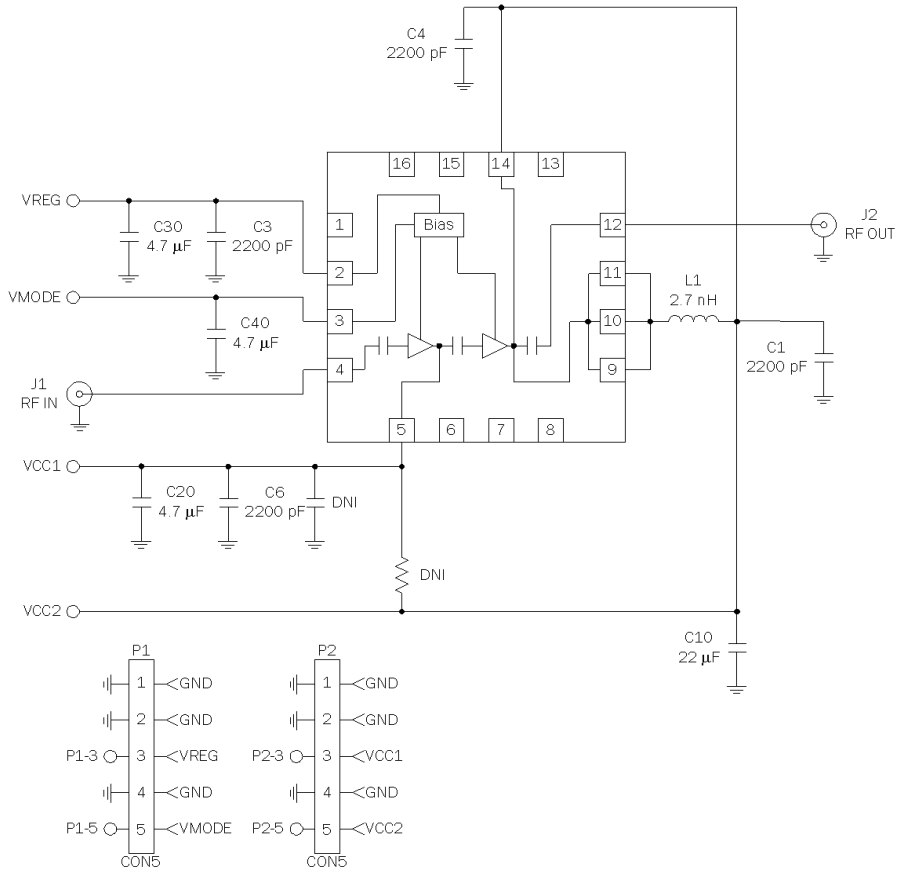 C4
2200 pF
16
15
14
13
VREG
C30
4.7 µF
C3
2200 pF
1
Bias
12
J2
RF OUT
2
11
L1
2.7 nH
VMODE
C40
4.7 µF
3
10
C1
2200 pF
J1
RF IN
4
9
5
6
7
8
VCC1
C20
4.7 µF
C6
2200 pF
DNI
DNI
VCC2
C10
22 µF
P1
1
GND
2
GND
P1-3
3
VREG
4
GND
P1-5
5
VMODE
CON5
P2
1
GND
2
GND
P2-3
3
VCC1
4
GND
P2-5
5
VCC2
CON5